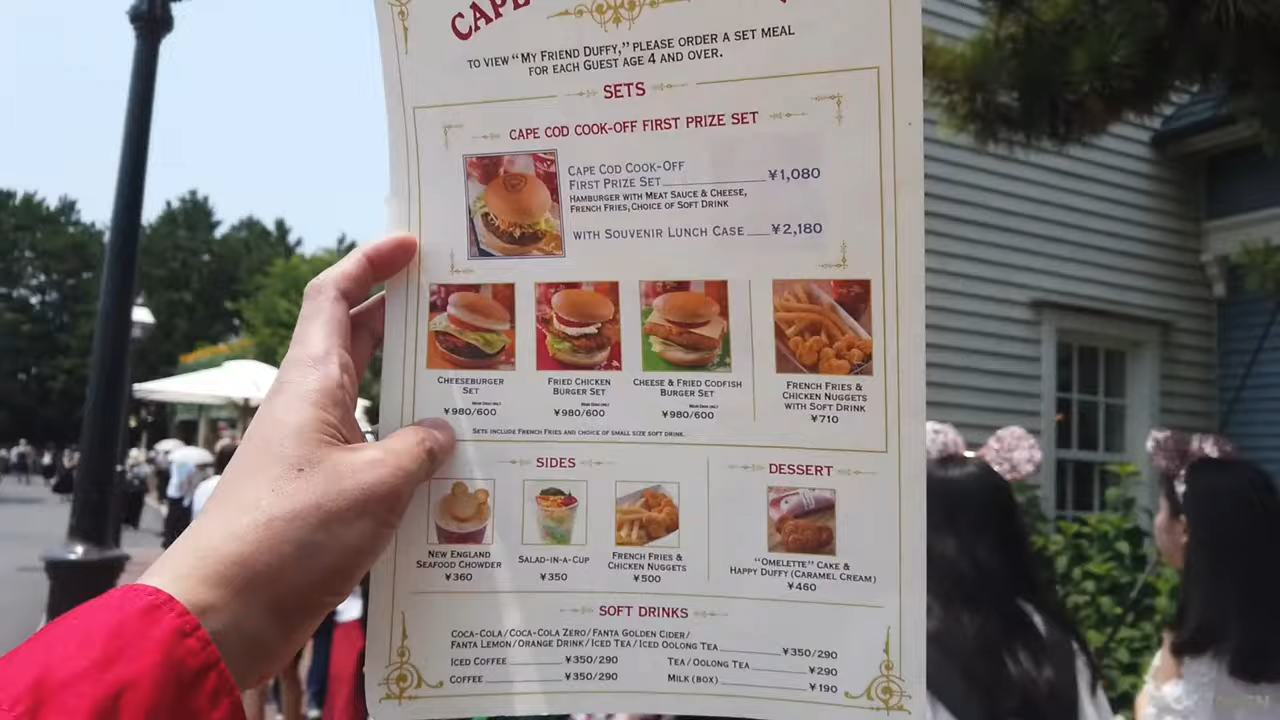 CAPE
TO VIEW "MY FRIEND DUFFY," PLEASE ORDER A SET MEAL
FOR EACH GUEST AGE 4 AND OVER.
SETS
CAPE COD COOK-OFF FIRST PRIZE SET
CAPE COD COOK-OFF
FIRST PRIZE SET ¥1,080
HAMBURGER WITH MEAT SAUCE & CHEESE,
FRENCH FRIES, CHOICE OF SOFT DRINK
WITH SOUVENIR LUNCH CASE ¥2,180
CHEESEBURGER
SET
¥980/600
FRIED CHICKEN
BURGER SET
¥980/600
CHEESE & FRIED CODFISH
BURGER SET
¥980/600
FRENCH FRIES &
CHICKEN NUGGETS
WITH SOFT DRINK
¥710
SETS INCLUDE FRENCH FRIES AND CHOICE OF SMALL SIZE SOFT DRINK.
SIDES
NEW ENGLAND
SEAFOOD CHOWDER
¥360
SALAD-IN-A-CUP
¥350
FRENCH FRIES &
CHICKEN NUGGETS
¥500
DESSERT
"OMELETTE" CAKE &
HAPPY DUFFY (CARAMEL CREAM)
¥460
SOFT DRINKS
COCA-COLA/COCA-COLA ZERO/FANTA GOLDEN CIDER/
FANTA LEMON/ORANGE DRINK/ICED TEA/ICED OOLONG TEA ¥350/290
ICED COFFEE ¥350/290
COFFEE ¥350/290
TEA/OOLONG TEA ¥290
MILK (BOX) ¥190